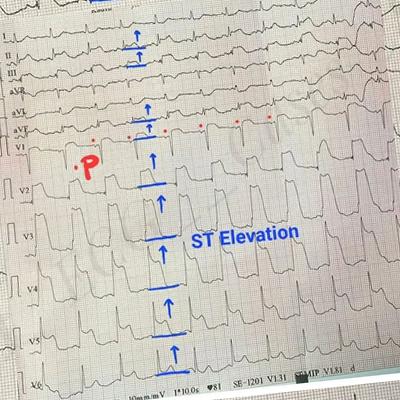 I
II
III
aVR
aVL
aVF
V1
P
V2
V3
ST Elevation
V4
V5
V6
10mm/mV 1*10.0s ♥81 SE-1201 V1.31 V1.81 d